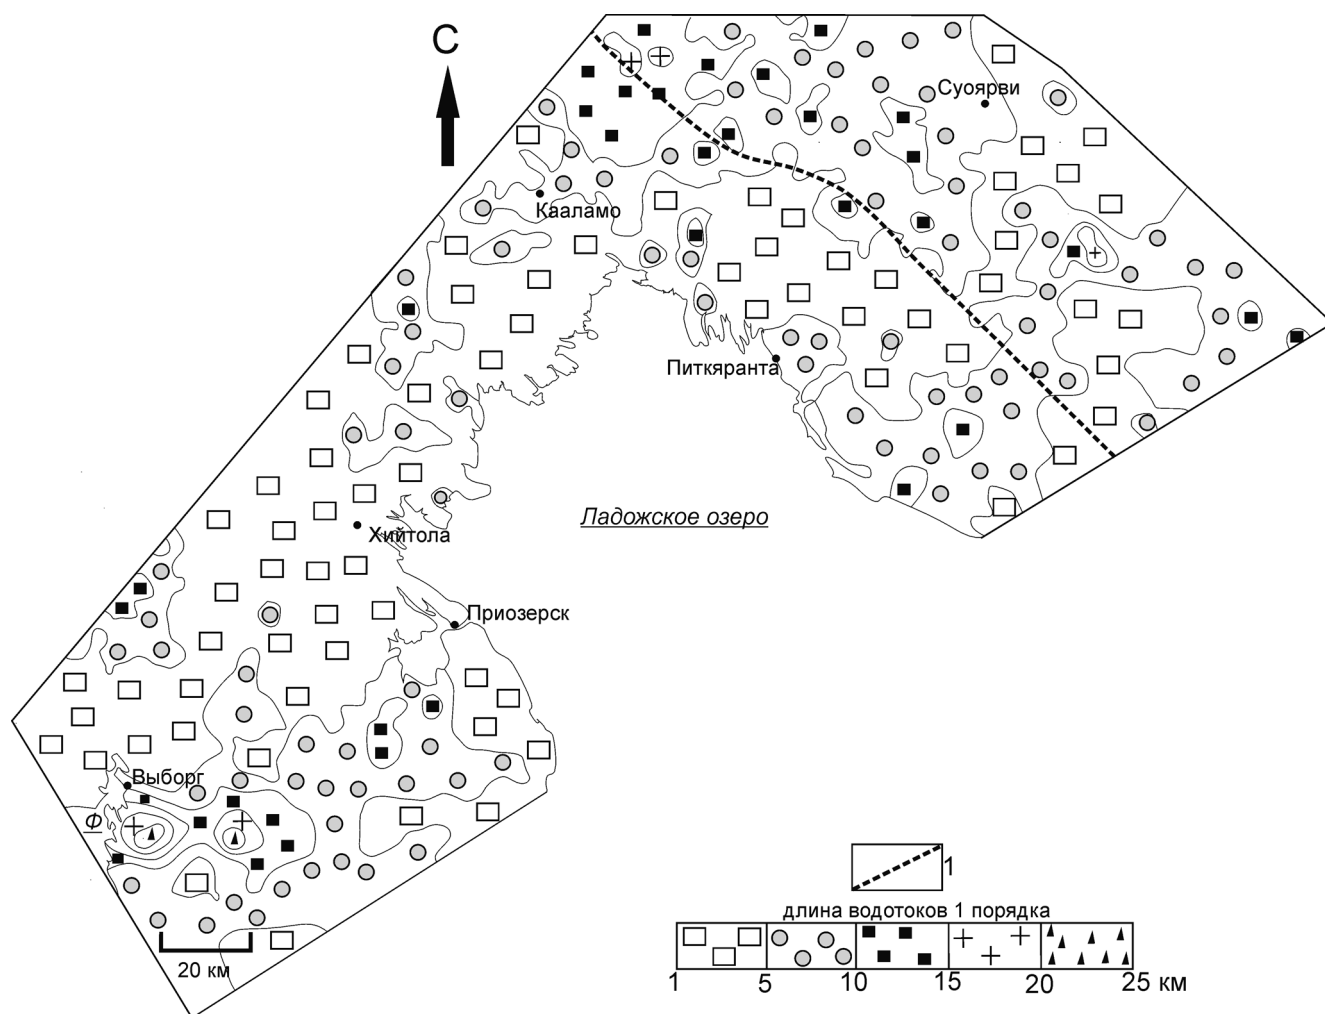 С
Суоярви
Кааламо
Питкяранта
Ладожское озеро
Хийтола
Приозерск
Выборг
Ф
20 км
1
длина водотоков 1 порядка
1 5 10 15 20 25 км